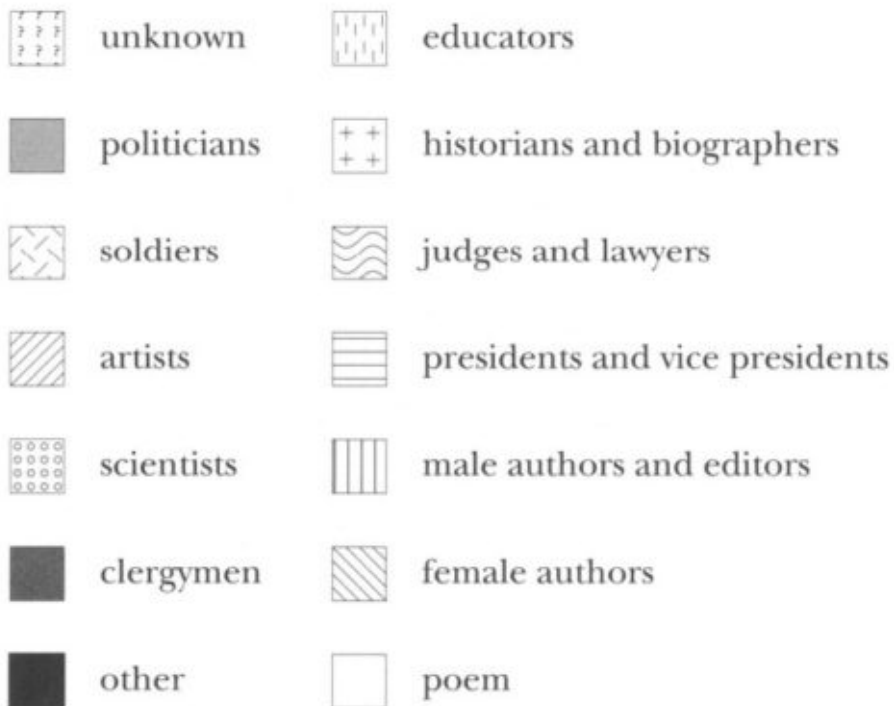 unknown
educators
politicians
historians and biographers
soldiers
judges and lawyers
artists
presidents and vice presidents
scientists
male authors and editors
clergymen
female authors
other
poem